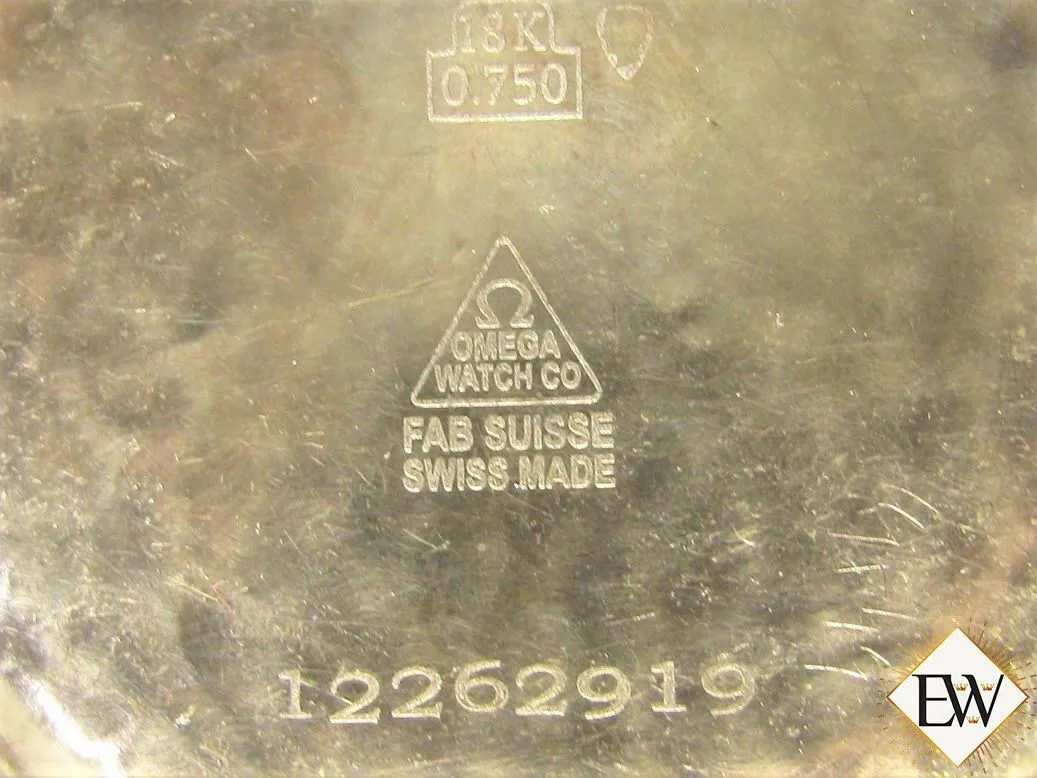 18K
0.750
Ω
OMEGA
WATCH CO
FAB SUISSE
SWISS MADE
12262919
EW